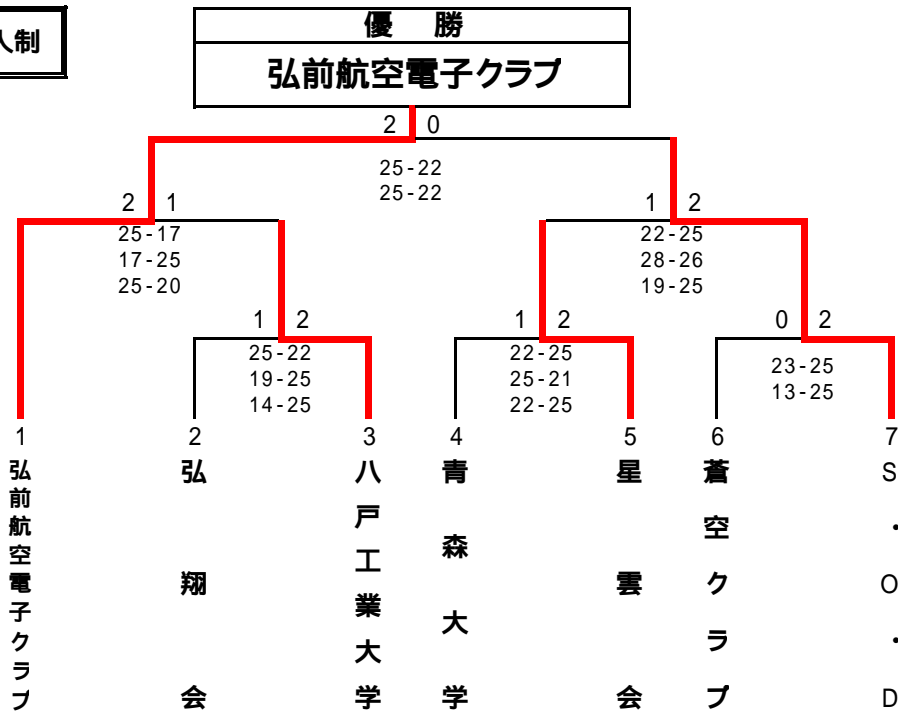 人制
優 勝
弘前航空電子クラブ
2 0
25-22
25-22
2 1
25-17
17-25
25-20
1 2
22-25
28-26
19-25
1 2
25-22
19-25
14-25
1 2
22-25
25-21
22-25
0 2
23-25
13-25
1 2 3 4 5 6 7
弘前航空電子クラブ
弘翔会
八戸工業大学
青森大学
星雲会
蒼空クラブ
S・O・D